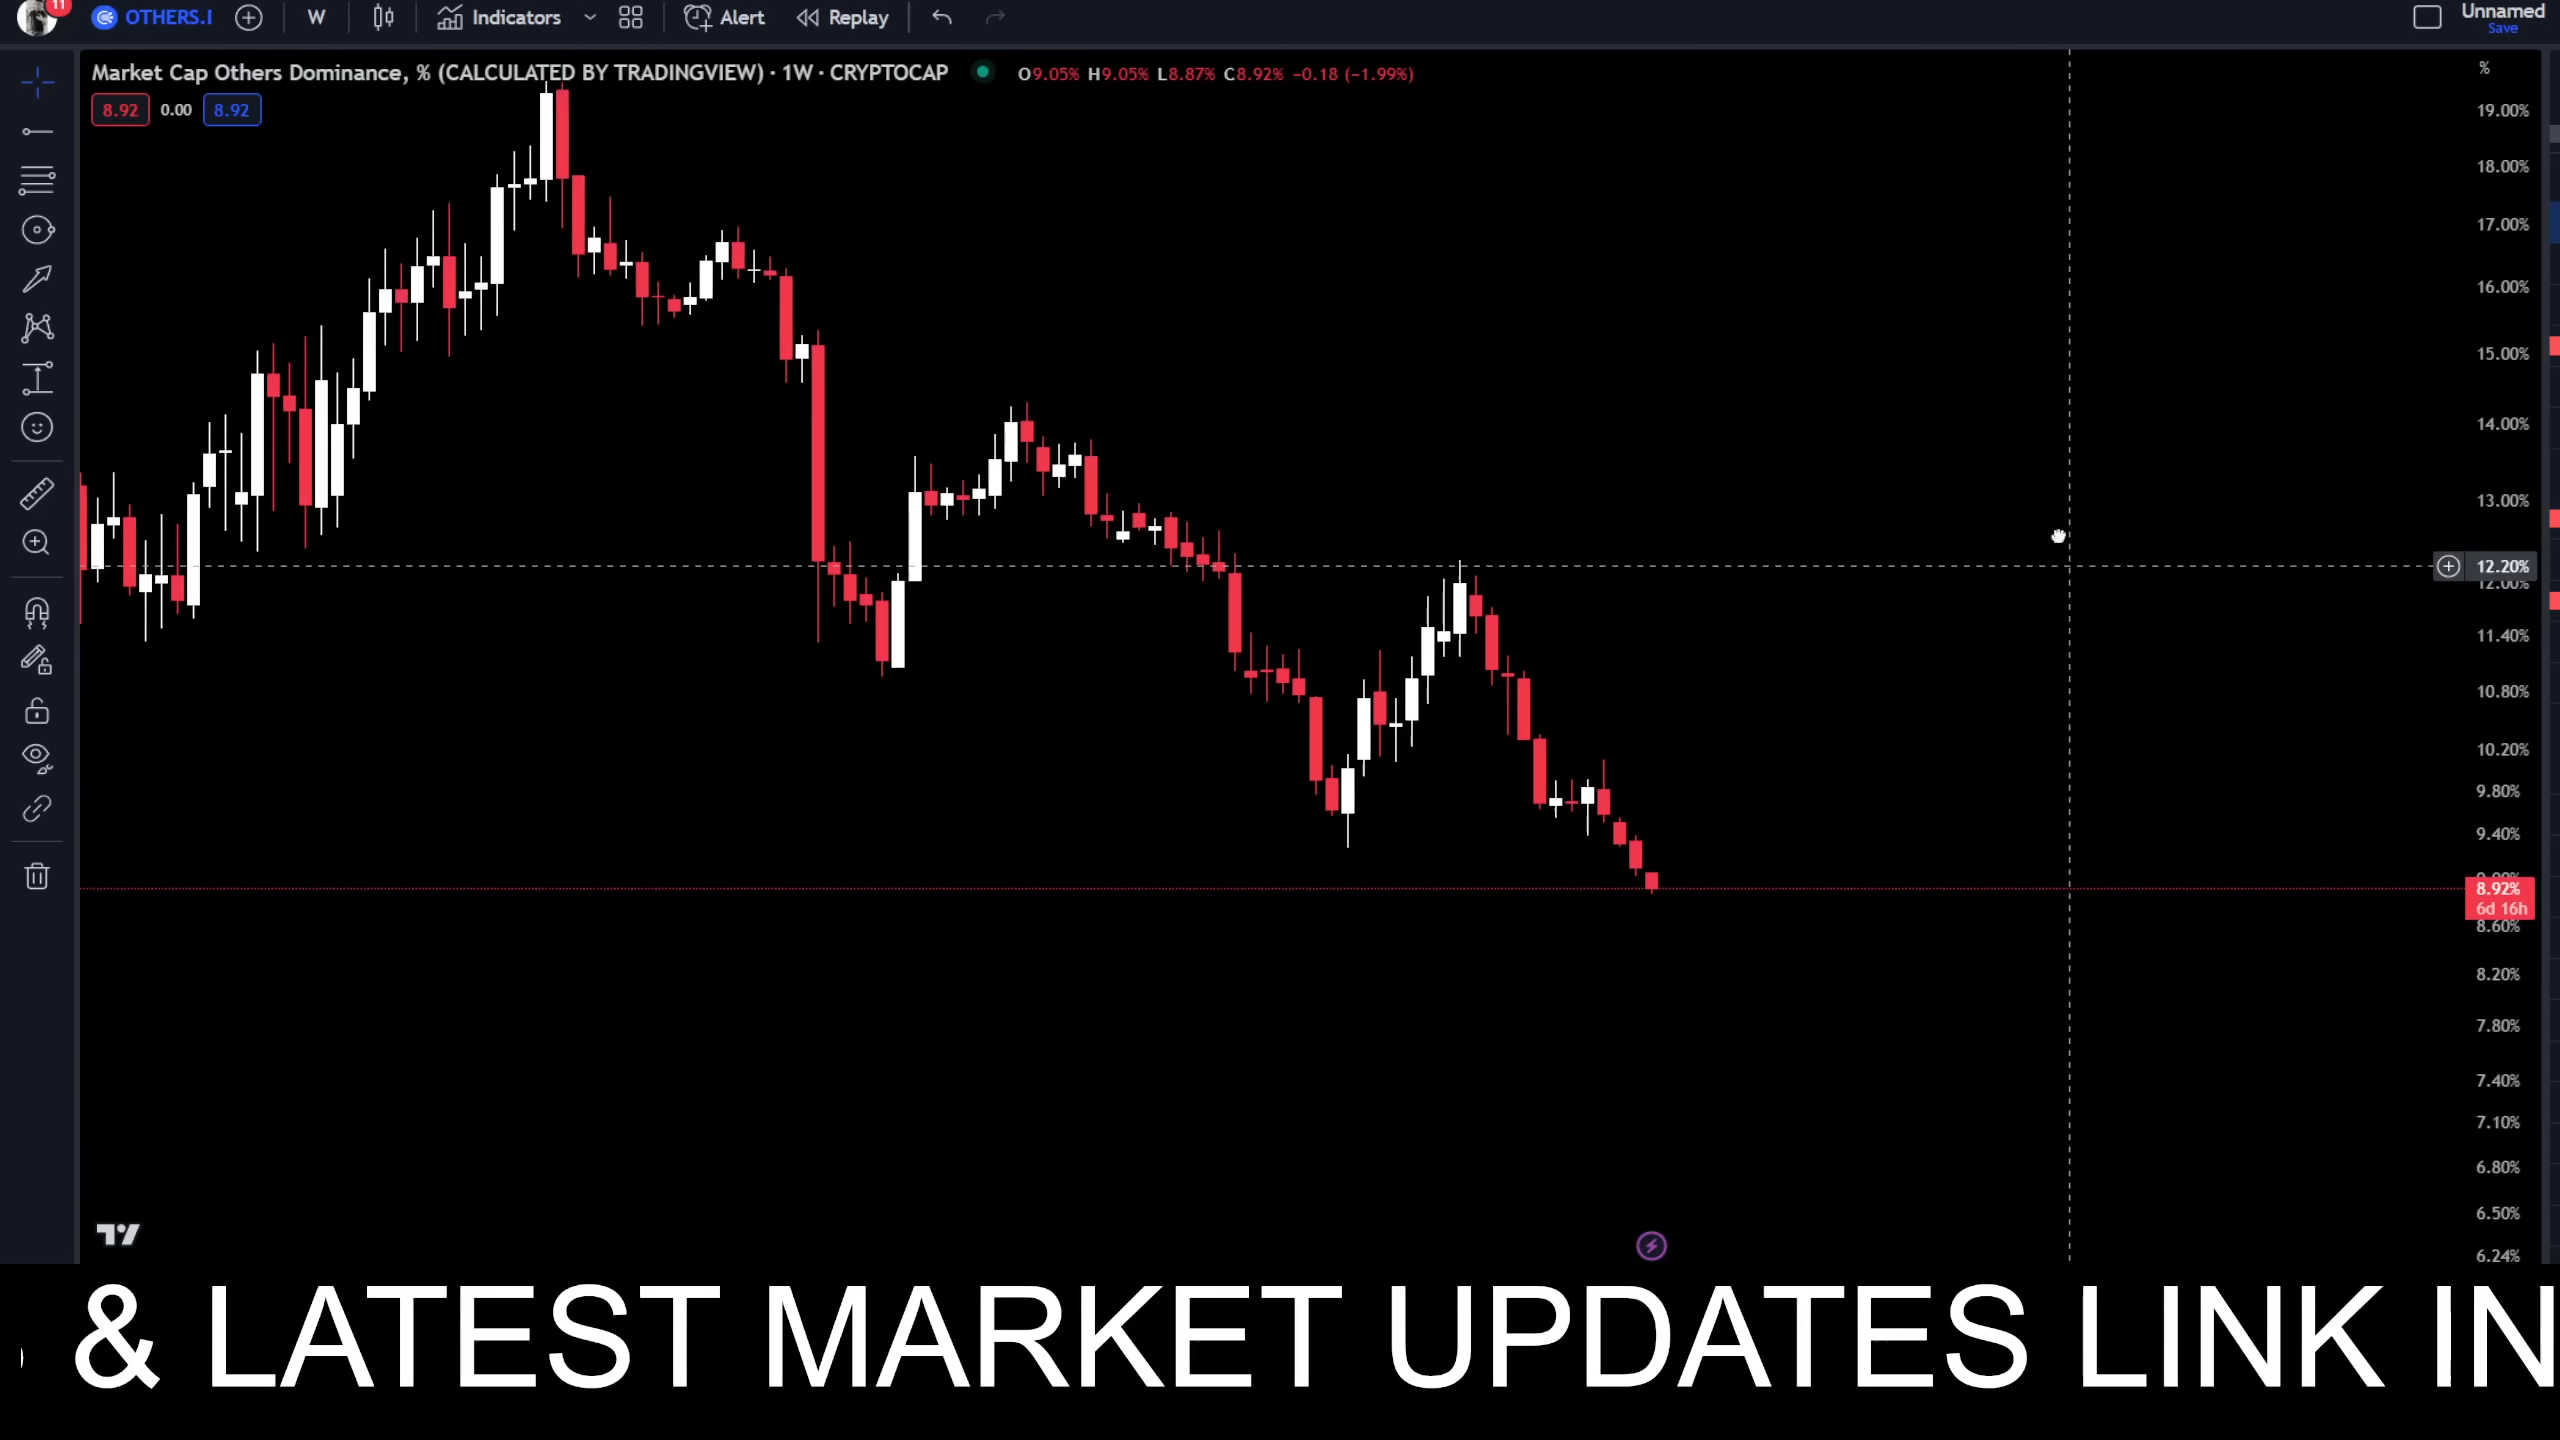 11
OTHERS.I
W
Indicators
Alert
Replay
Unnamed
Save
Market Cap Others Dominance, % (CALCULATED BY TRADINGVIEW) · 1W · CRYPTOCAP
O9.05% H9.05% L8.87% C8.92% −0.18 (−1.99%)
8.92
0.00
8.92
%
19.00%
18.00%
17.00%
16.00%
15.00%
14.00%
13.00%
12.20%
12.00%
11.40%
10.80%
10.20%
9.80%
9.40%
8.92%
6d 16h
8.60%
8.20%
7.80%
7.40%
7.10%
6.80%
6.50%
6.24%
& LATEST MARKET UPDATES LINK IN